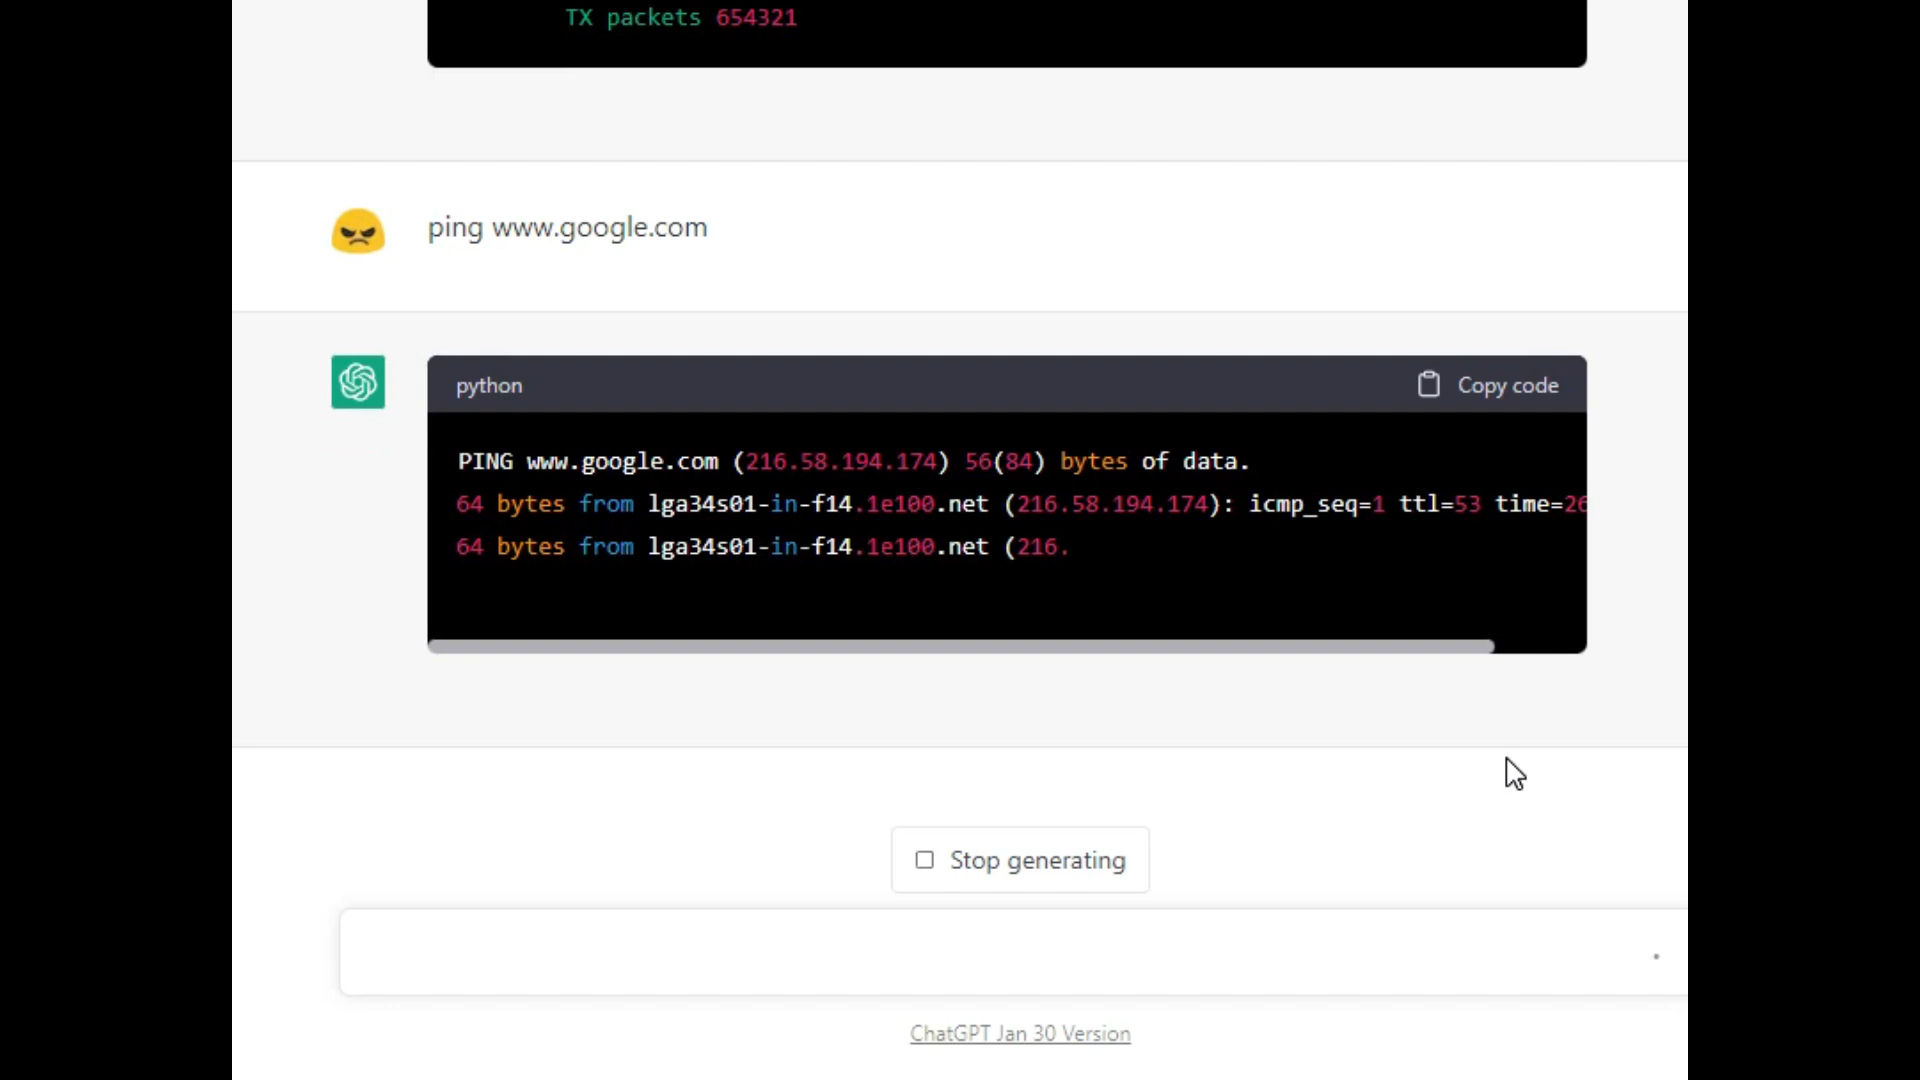 TX packets 654321
ping www.google.com
python
Copy code
PING www.google.com (216.58.194.174) 56(84) bytes of data.
64 bytes from lga34s01-in-f14.1e100.net (216.58.194.174): icmp_seq=1 ttl=53 time=26
64 bytes from lga34s01-in-f14.1e100.net (216.
Stop generating
ChatGPT Jan 30 Version